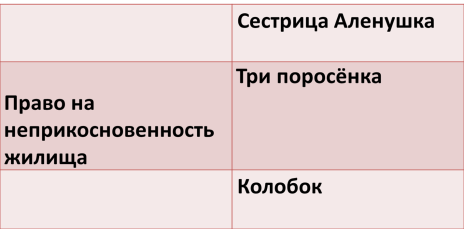 Сестрица Аленушка
Право на
неприкосновенность
жилища
Три поросёнка
Колобок